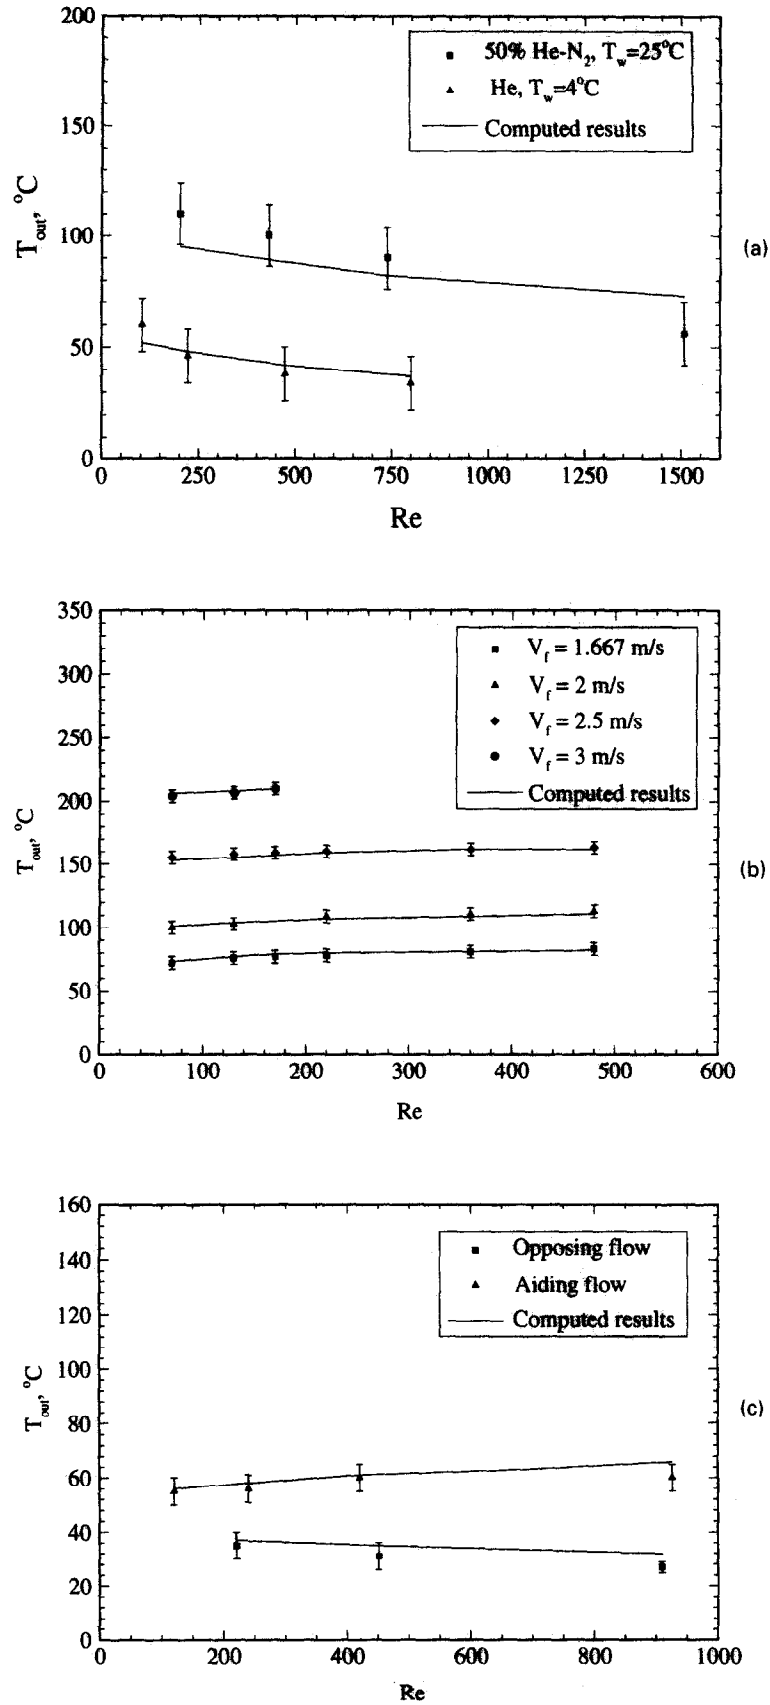 200
150
100
50
0
T_out, °C
50% He-N₂, T_w=25°C
He, T_w=4°C
Computed results
(a)
0 250 500 750 1000 1250 1500
Re
350
300
250
200
150
100
50
0
T_out, °C
V_f = 1.667 m/s
V_f = 2 m/s
V_f = 2.5 m/s
V_f = 3 m/s
Computed results
(b)
0 100 200 300 400 500 600
Re
160
140
120
100
80
60
40
20
0
T_out, °C
Opposing flow
Aiding flow
Computed results
(c)
0 200 400 600 800 1000
Re